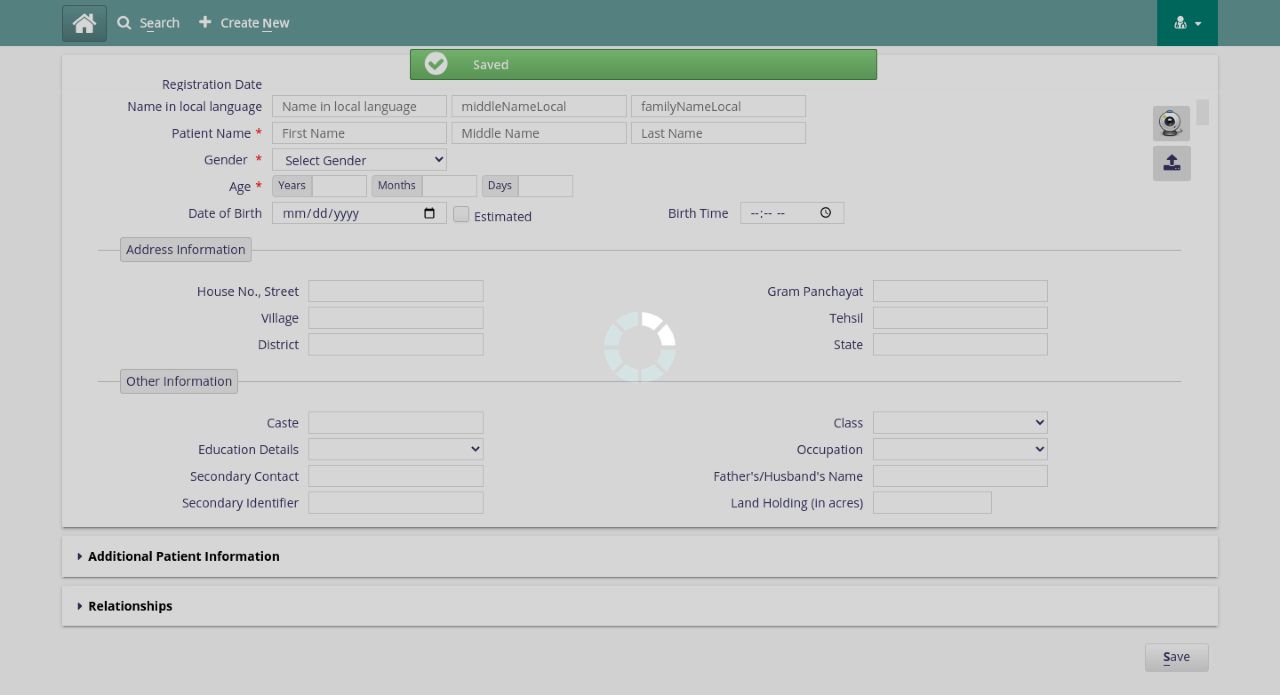 Search Create New
Saved
Registration Date
Name in local language Name in local language middleNameLocal familyNameLocal
Patient Name * First Name Middle Name Last Name
Gender * Select Gender
Age * Years Months Days
Date of Birth mm/dd/yyyy Estimated Birth Time --:-- --
Address Information
House No., Street Gram Panchayat
Village Tehsil
District State
Other Information
Caste Class
Education Details Occupation
Secondary Contact Father's/Husband's Name
Secondary Identifier Land Holding (in acres)
Additional Patient Information
Relationships
Save